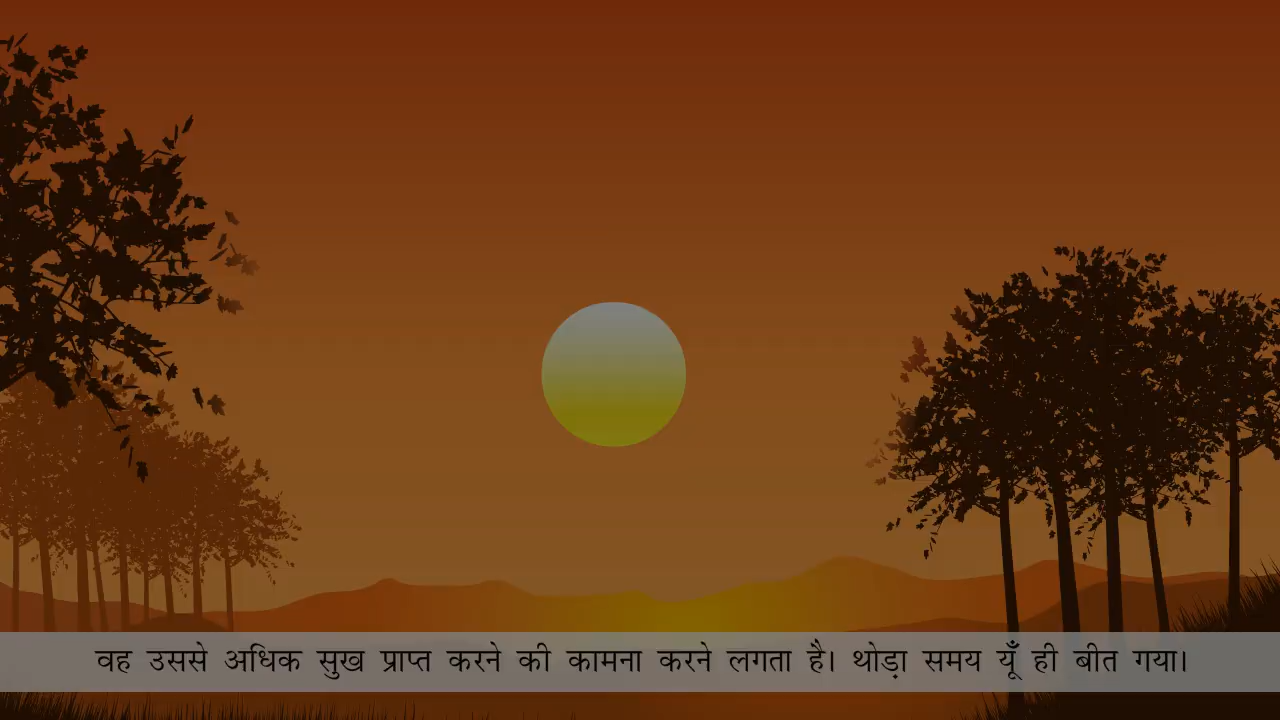 वह उससे अधिक सुख प्राप्त करने की कामना करने लगता है। थोड़ा समय यूँ ही बीत गया।